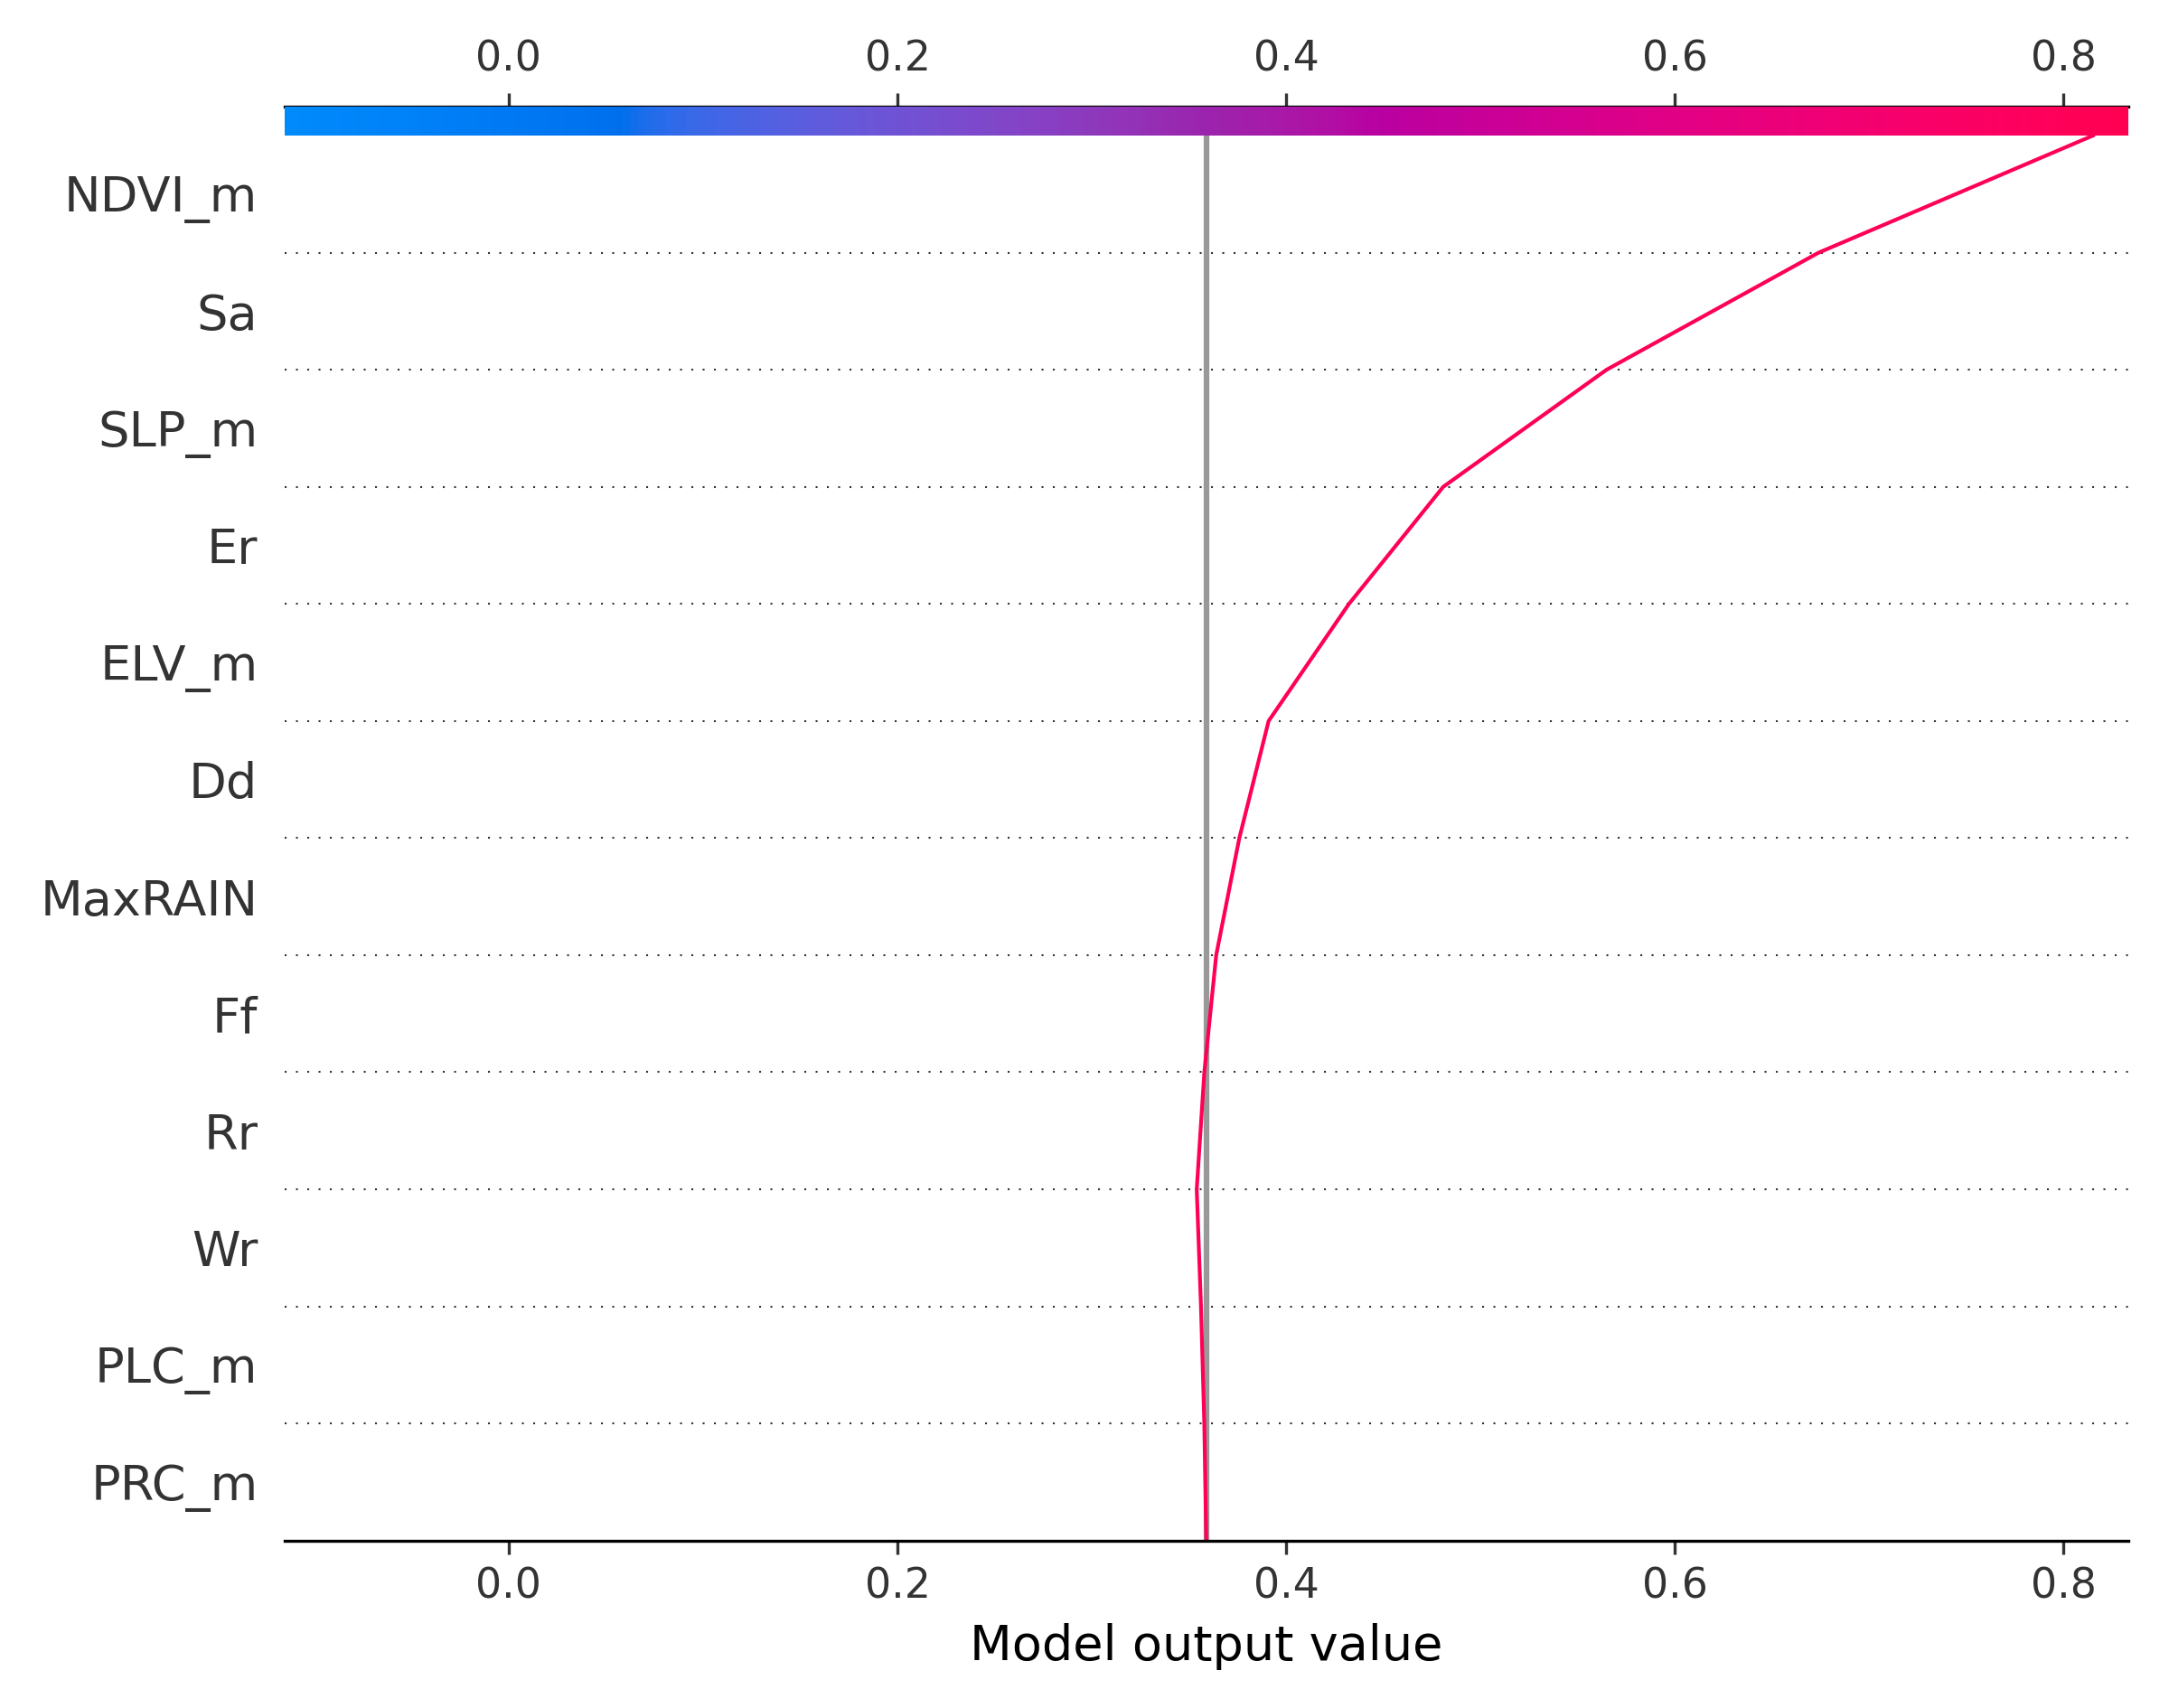 0.0 0.2 0.4 0.6 0.8
NDVI_m
Sa
SLP_m
Er
ELV_m
Dd
MaxRAIN
Ff
Rr
Wr
PLC_m
PRC_m
0.0 0.2 0.4 0.6 0.8
Model output value